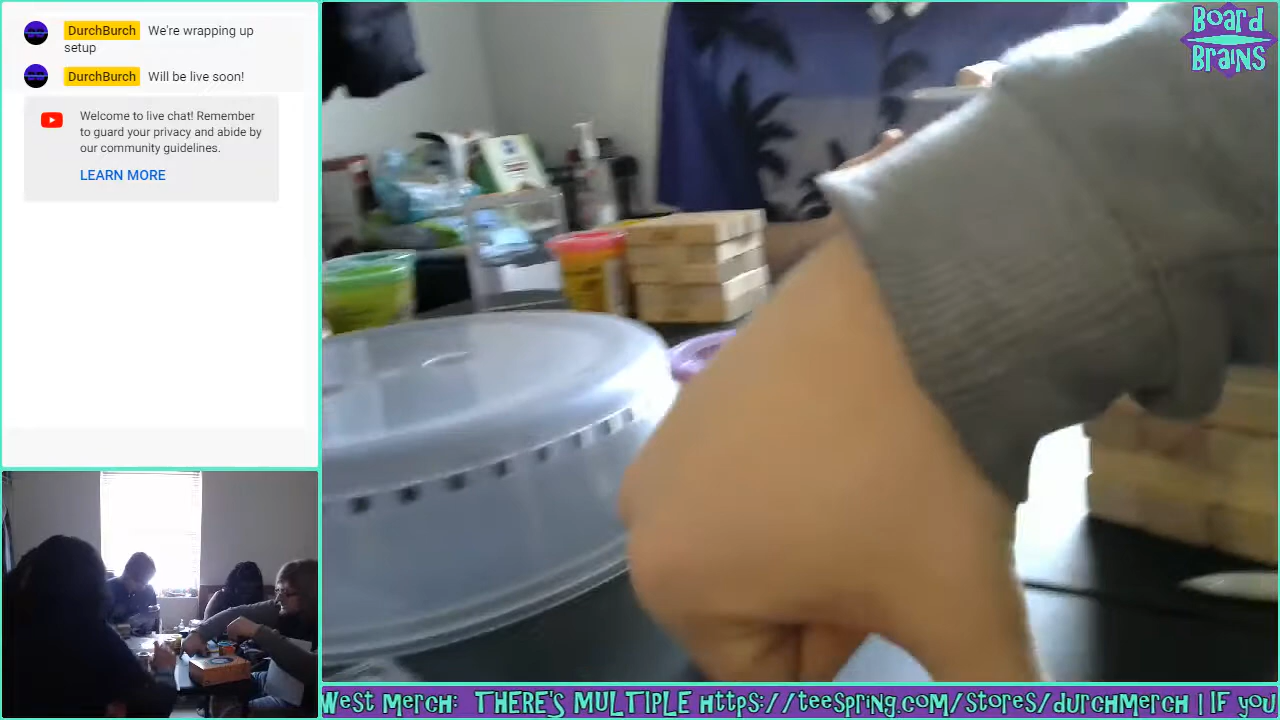 DurchBurch We're wrapping up
setup
DurchBurch Will be live soon!
Welcome to live chat! Remember
to guard your privacy and abide by
our community guidelines.
LEARN MORE
Board
Brains
West Merch: THERE'S MULTIPLE https://teespring.com/stores/durchmerch | IF you